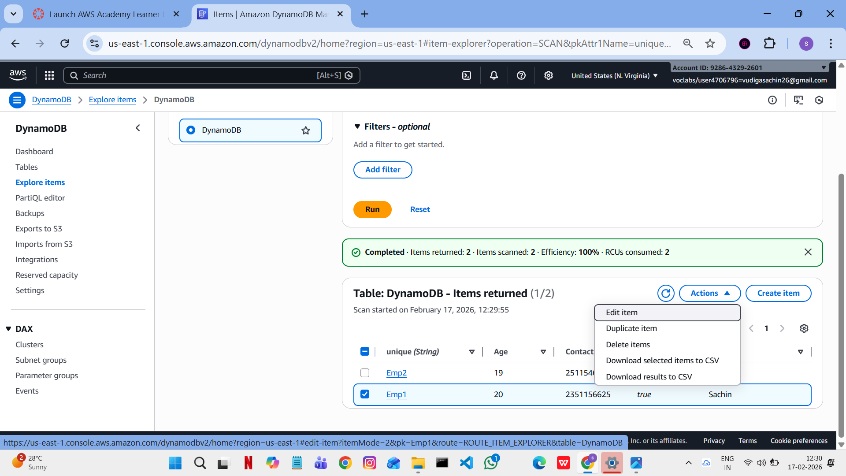 Launch AWS Academy Learner
Items | Amazon DynamoDB Ma
us-east-1.console.aws.amazon.com/dynamodbv2/home?region=us-east-1#item-explorer?operation=SCAN&pkAttr1Name=unique...
S
aws
Search
[Alt+S]
United States (N. Virginia)
Account ID: 9286-4329-2601
voclabs/user4706796=vudigasachin26@gmail.com
DynamoDB > Explore items > DynamoDB
DynamoDB
Dashboard
Tables
Explore items
PartiQL editor
Backups
Exports to S3
Imports from S3
Integrations
Reserved capacity
Settings
DAX
Clusters
Subnet groups
Parameter groups
Events
DynamoDB
Filters - optional
Add a filter to get started.
Add filter
Run
Reset
Completed · Items returned: 2 · Items scanned: 2 · Efficiency: 100% · RCUs consumed: 2
Table: DynamoDB - Items returned (1/2)
Actions
Create item
Scan started on February 17, 2026, 12:29:55
1
Edit item
Duplicate item
Delete items
Download selected items to CSV
Download results to CSV
unique (String)
Age
Contact
Emp2
19
2511546
Emp1
20
2351156625
true
Sachin
https://us-east-1.console.aws.amazon.com/dynamodbv2/home?region=us-east-1#edit-item?itemMode=2&pk=Emp1&route=ROUTE_ITEM_EXPLORER&table=DynamoDB
Inc. or its affiliates.
Privacy
Terms
Cookie preferences
2
28°C
Sunny
1
ENG
IN
12:30
17-02-2026